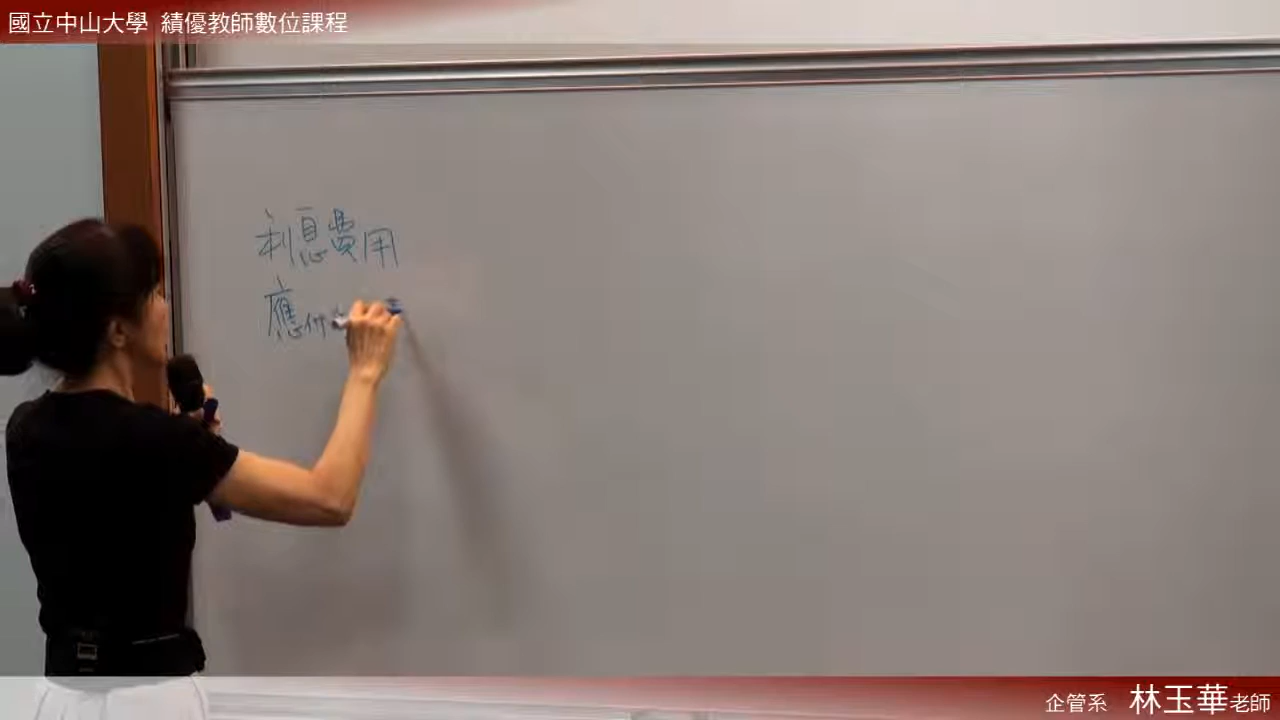 國立中山大學 績優教師數位課程
利息費用
應付
企管系 林玉華老師